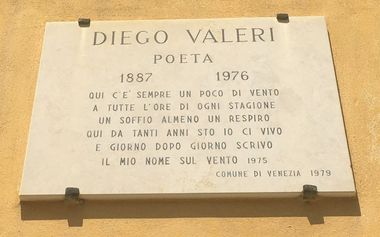 DIEGO VALERI
POETA
1887 1976
QUI C'E' SEMPRE UN POCO DI VENTO
A TUTTE L'ORE DI OGNI STAGIONE
UN SOFFIO ALMENO UN RESPIRO
QUI DA TANTI ANNI STO IO CI VIVO
E GIORNO DOPO GIORNO SCRIVO
IL MIO NOME SUL VENTO 1975
COMUNE DI VENEZIA 1979